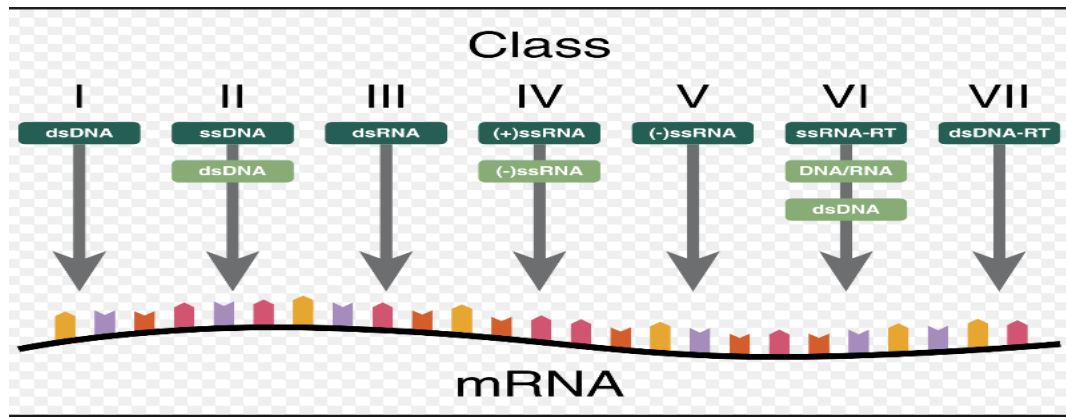 Class
I II III IV V VI VII
dsDNA ssDNA dsRNA (+)ssRNA (-)ssRNA ssRNA-RT dsDNA-RT
dsDNA (-)ssRNA DNA/RNA
dsDNA
mRNA